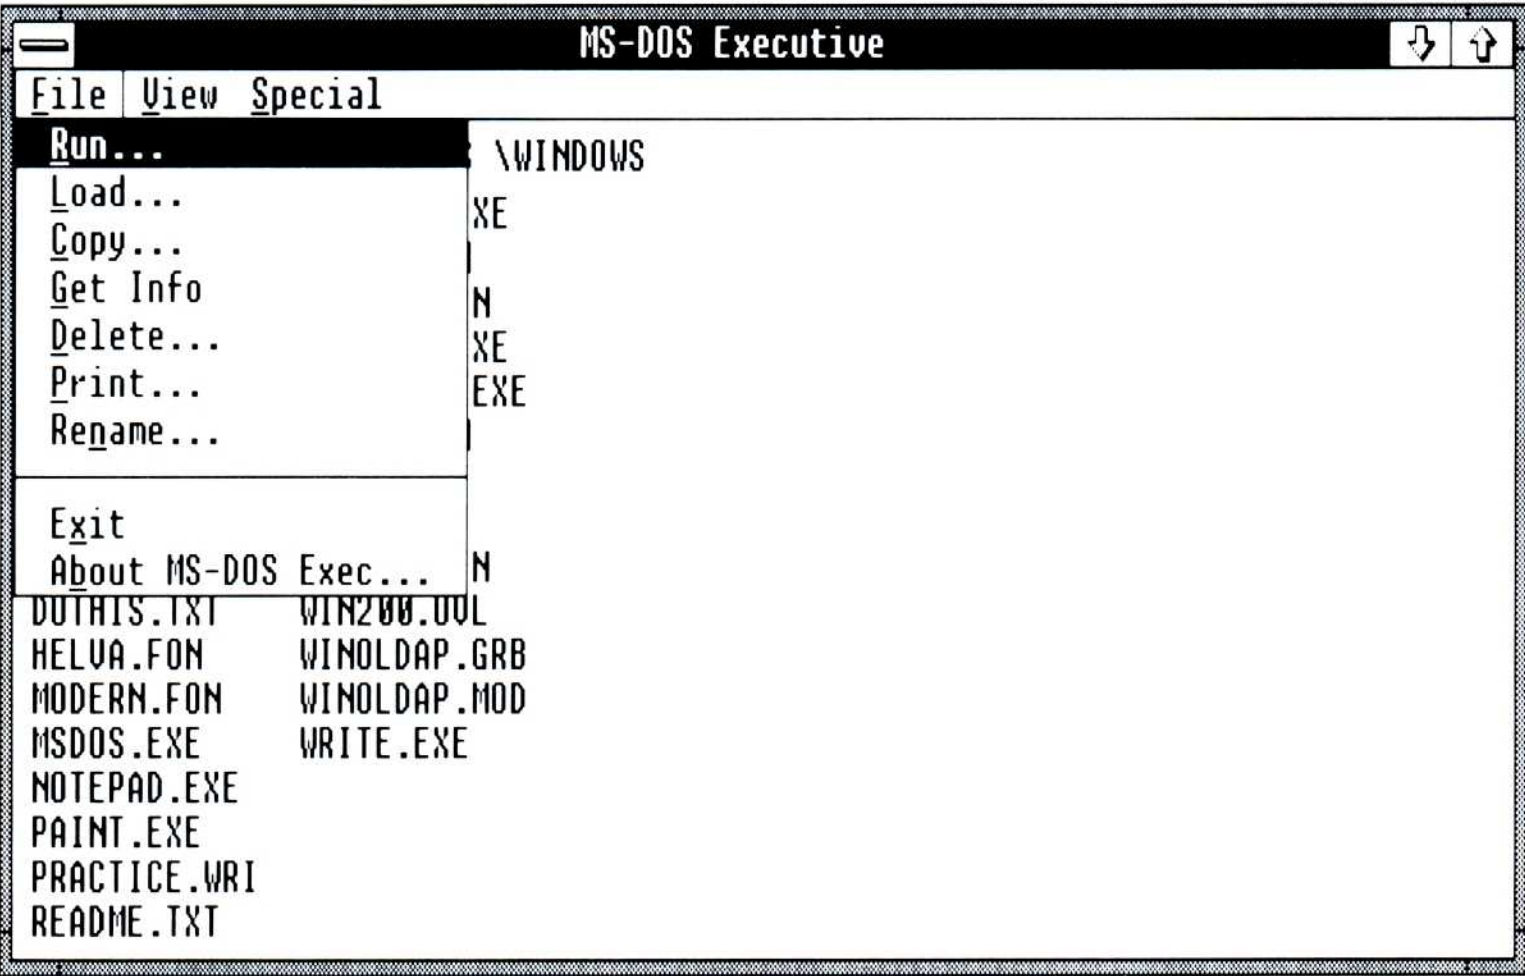 MS-DOS Executive
File View Special
Run...
\WINDOWS
Load...
XE
Copy...
Get Info
N
Delete...
XE
Print...
EXE
Rename...
Exit
About MS-DOS Exec...
N
DOTHIS.TXT WIN200.OVL
HELVA.FON WINOLDAP.GRB
MODERN.FON WINOLDAP.MOD
MSDOS.EXE WRITE.EXE
NOTEPAD.EXE
PAINT.EXE
PRACTICE.WRI
README.TXT